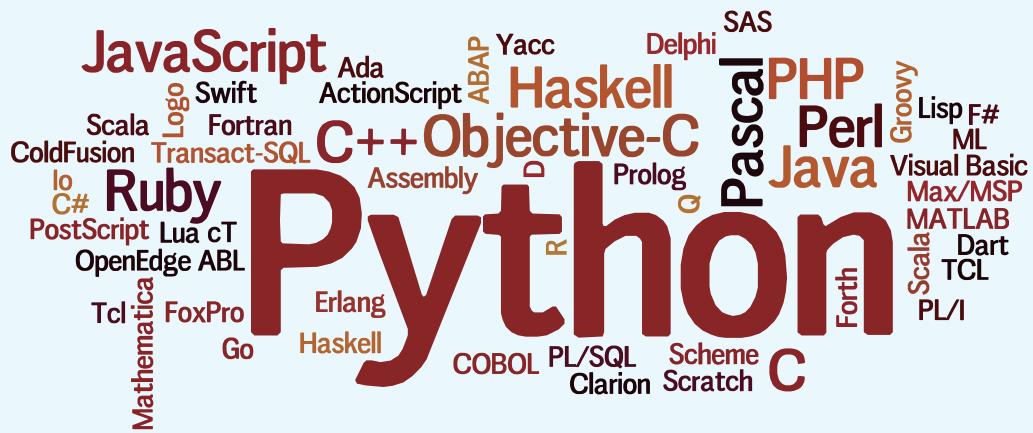 SAS
JavaScript
Ada
ABAP
Yacc
Delphi
Haskell
Pascal
PHP
Groovy
Logo
Swift
ActionScript
Lisp
F#
Scala
Fortran
C++
Objective-C
Perl
ML
ColdFusion
Transact-SQL
Java
Visual Basic
Io
C#
Ruby
Assembly
D
Prolog
Q
Max/MSP
PostScript
Lua
cT
Python
R
MATLAB
OpenEdge ABL
Scala
Dart
TCL
Tcl
Mathematica
FoxPro
Erlang
Forth
PL/I
Go
Haskell
COBOL
PL/SQL
Scheme
C
Clarion
Scratch